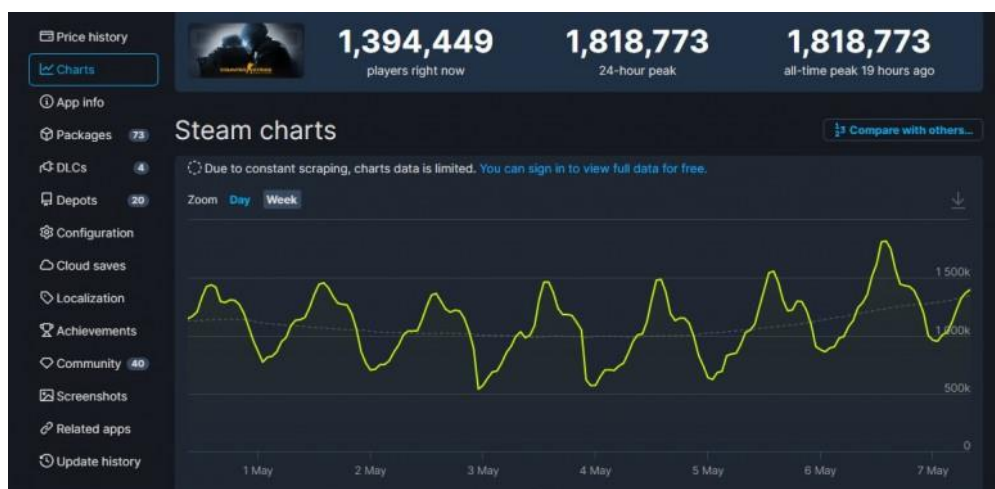 Price history
Charts
App info
Packages 73
DLCs 4
Depots 20
Configuration
Cloud saves
Localization
Achievements
Community 40
Screenshots
Related apps
Update history
1,394,449
players right now
1,818,773
24-hour peak
1,818,773
all-time peak 19 hours ago
Steam charts
Compare with others...
Due to constant scraping, charts data is limited. You can sign in to view full data for free.
Zoom Day Week
1 500k
1 000k
500k
0
1 May 2 May 3 May 4 May 5 May 6 May 7 May